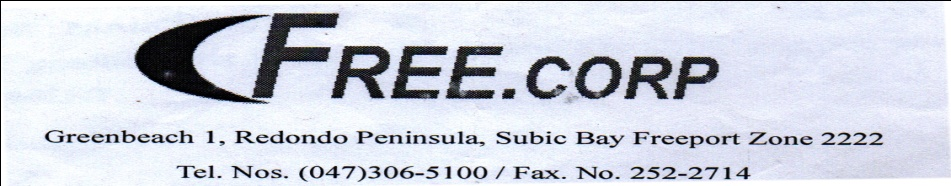 FREE.CORP
Greenbeach 1, Redondo Peninsula, Subic Bay Freeport Zone 2222
Tel. Nos. (047)306-5100 / Fax. No. 252-2714